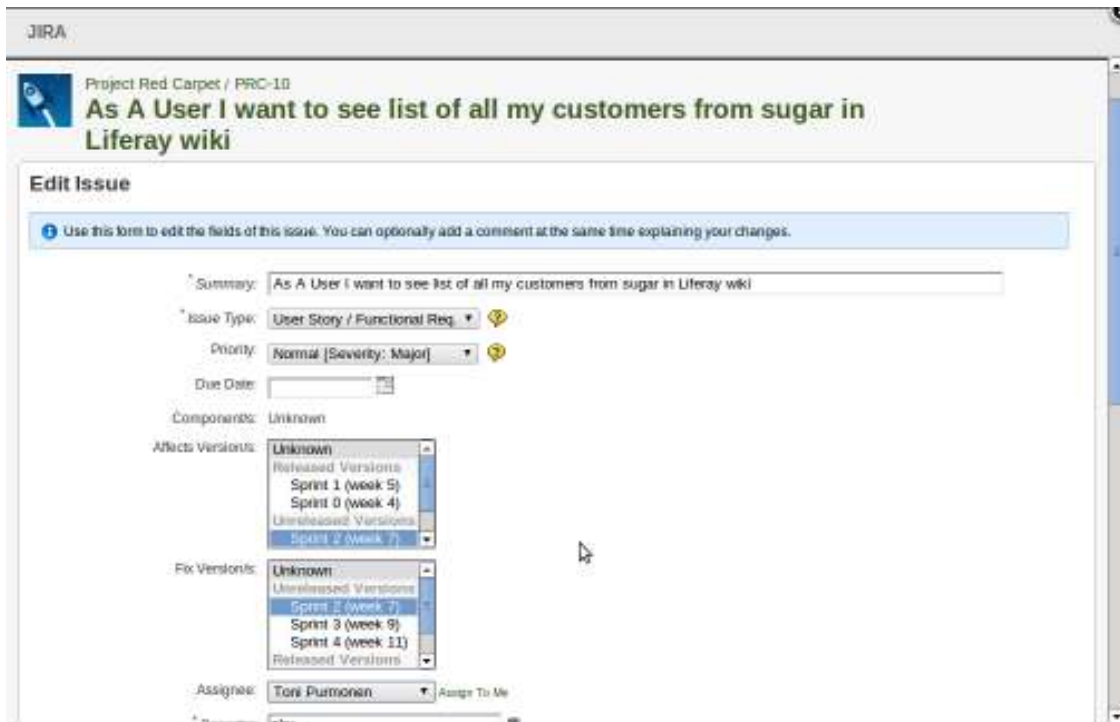 JIRA
Project Red Carpet / PRC-10
As A User I want to see list of all my customers from sugar in
Liferay wiki
Edit Issue
Use this form to edit the fields of this issue. You can optionally add a comment at the same time explaining your changes.
* Summary: As A User I want to see list of all my customers from sugar in Liferay wiki
* Issue Type: User Story / Functional Req.
Priority: Normal [Severity: Major]
Due Date:
Component/s: Unknown
Affects Version/s: Unknown
Released Versions
Sprint 1 (week 5)
Sprint 0 (week 4)
Unreleased Versions
Sprint 2 (week 7)
Fix Version/s: Unknown
Unreleased Versions
Sprint 2 (week 7)
Sprint 3 (week 9)
Sprint 4 (week 11)
Released Versions
Assignee: Toni Purmonen Assign To Me